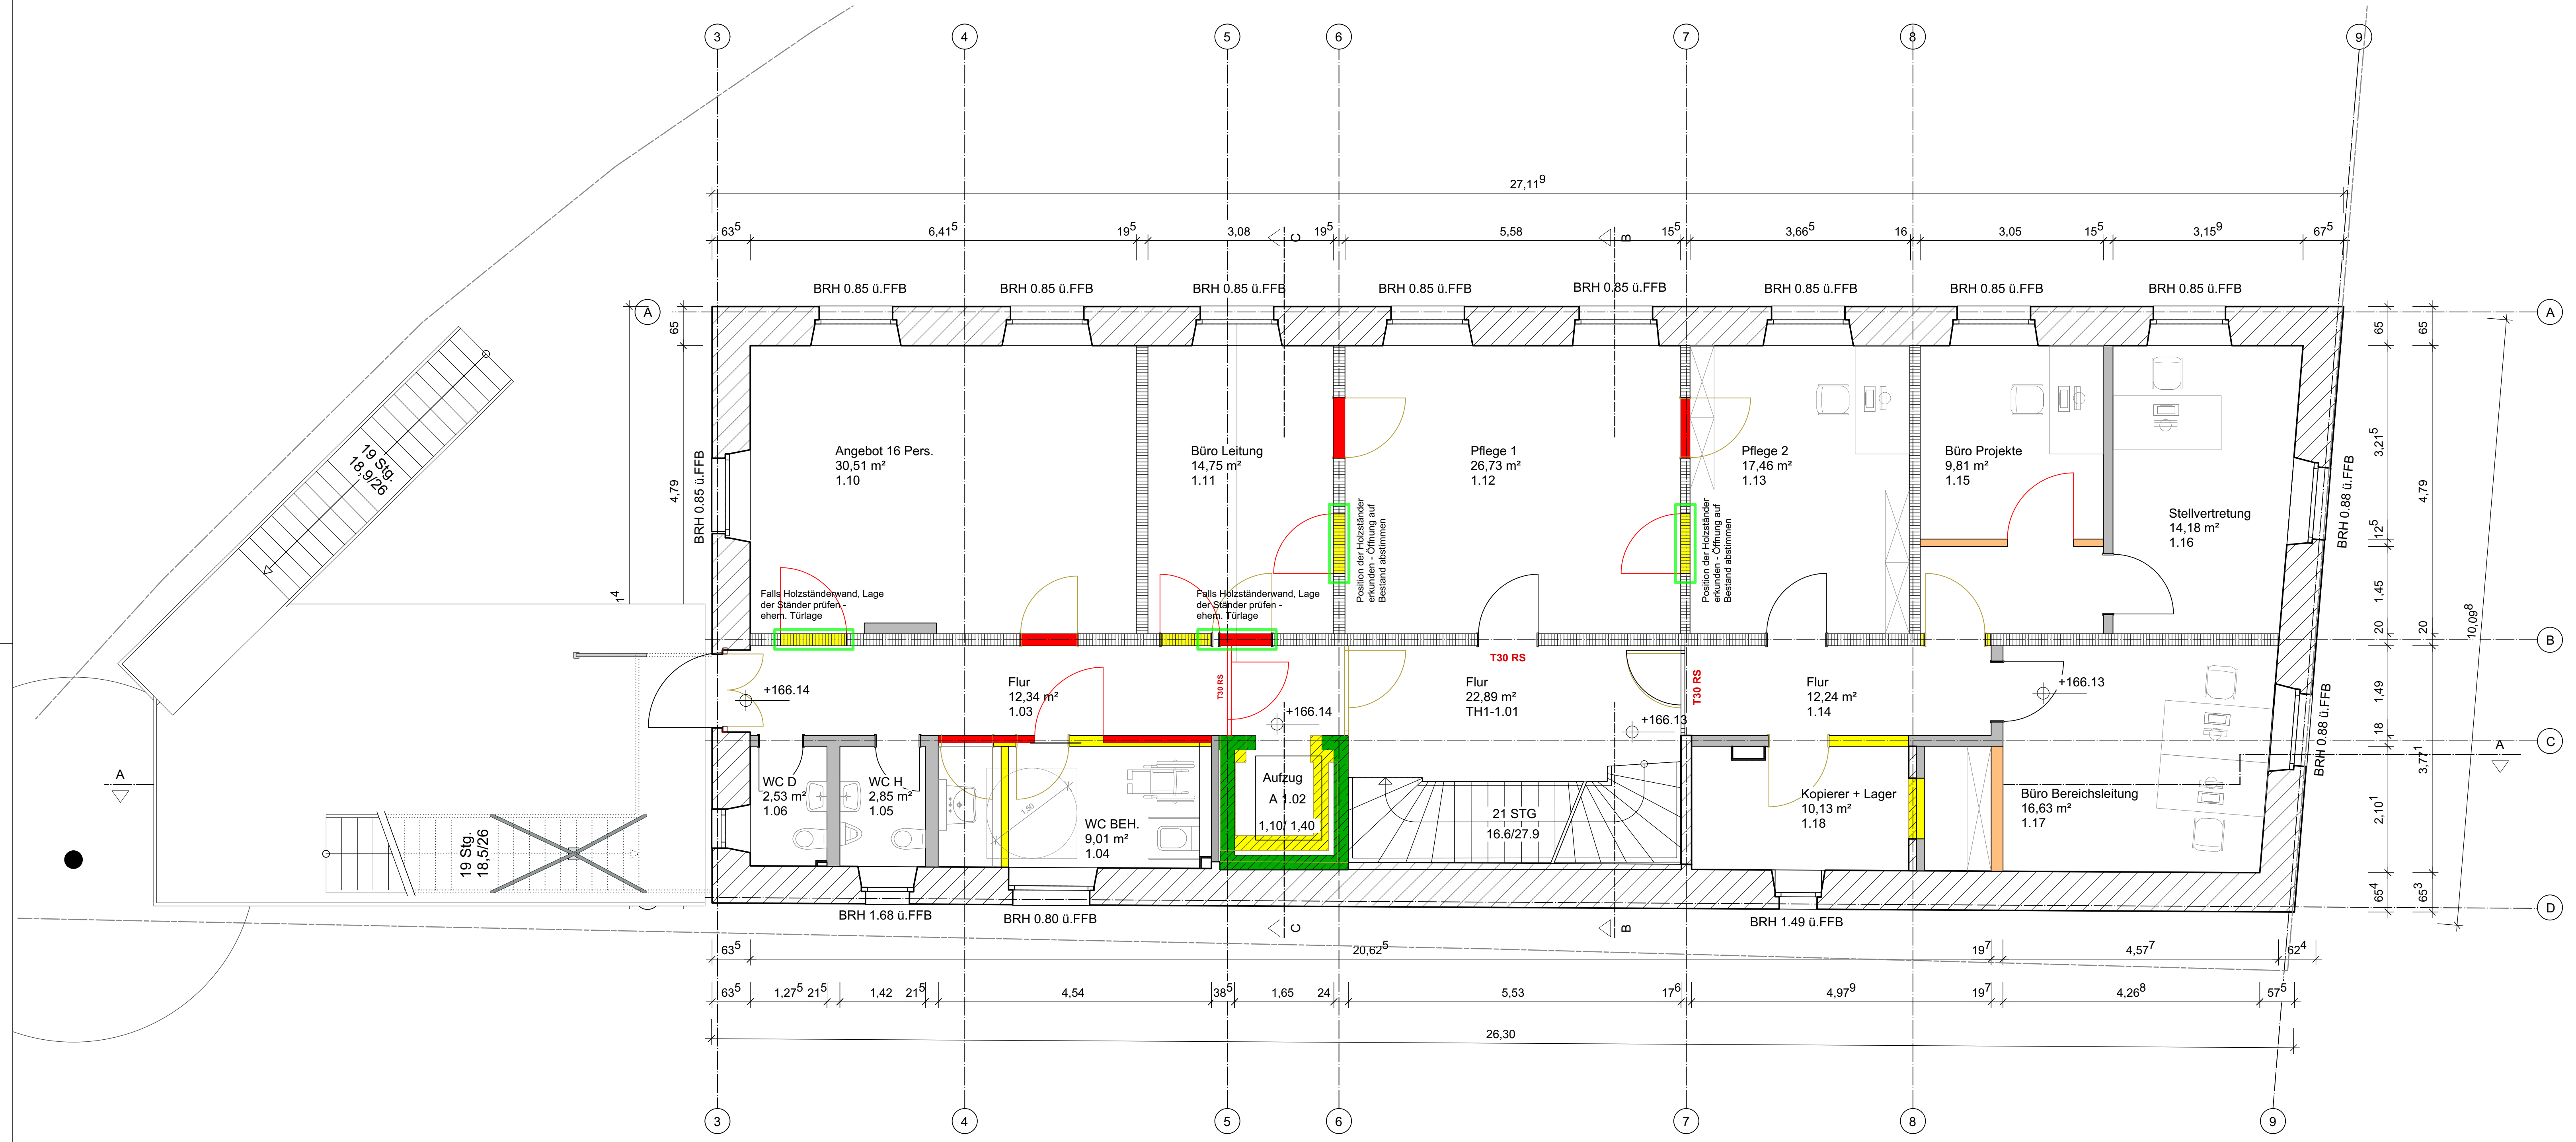 3
4
5
6
7
8
9
27,11⁹
63⁵
6,41⁵
19⁵
3,08
19⁵
5,58
15⁵
3,66⁵
16
3,05
15⁵
3,15⁹
67⁵
C
B
BRH 0.85 ü.FFB
BRH 0.85 ü.FFB
BRH 0.85 ü.FFB
BRH 0.85 ü.FFB
BRH 0.85 ü.FFB
BRH 0.85 ü.FFB
BRH 0.85 ü.FFB
BRH 0.85 ü.FFB
A
A
65
4,79
BRH 0.85 ü.FFB
19 Stg.
18,9/26
Angebot 16 Pers.
30,51 m²
1.10
Büro Leitung
14,75 m²
1.11
Pflege 1
26,73 m²
1.12
Pflege 2
17,46 m²
1.13
Büro Projekte
9,81 m²
1.15
Stellvertretung
14,18 m²
1.16
Position der Holzständer
erkunden - Öffnung auf
Bestand abstimmen
Position der Holzständer
erkunden - Öffnung auf
Bestand abstimmen
Falls Holzständerwand, Lage
der Ständer prüfen -
ehem. Türlage
Falls Holzständerwand, Lage
der Ständer prüfen -
ehem. Türlage
BRH 0.88 ü.FFB
BRH 0.88 ü.FFB
65
3,21⁵
12⁵
1,45
20
1,49
18
2,10¹
65⁴
65
4,79
20
3,77¹
65³
10,09⁸
B
C
D
14
+166.14
Flur
12,34 m²
1.03
T30 RS
+166.14
Flur
22,89 m²
TH1-1.01
T30 RS
+166.13
T30 RS
Flur
12,24 m²
1.14
+166.13
A
A
WC D
2,53 m²
1.06
WC H
2,85 m²
1.05
1.50
WC BEH.
9,01 m²
1.04
Aufzug
A 1.02
1,10/ 1,40
21 STG
16.6/27.9
Kopierer + Lager
10,13 m²
1.18
Büro Bereichsleitung
16,63 m²
1.17
19 Stg.
18,5/26
BRH 1.68 ü.FFB
BRH 0.80 ü.FFB
BRH 1.49 ü.FFB
C
B
63⁵
20,62⁵
19⁷
4,57⁷
62⁴
63⁵
1,27⁵
21⁵
1,42
21⁵
4,54
38⁵
1,65
24
5,53
17⁶
4,97⁹
19⁷
4,26⁸
57⁵
26,30
3
4
5
6
7
8
9